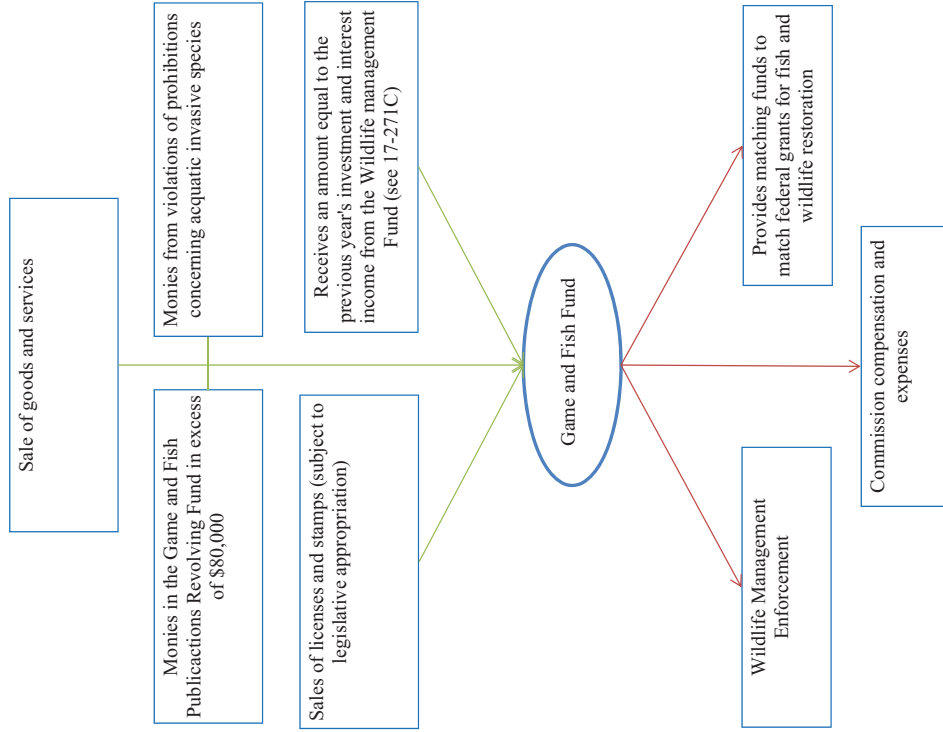 Sale of goods and services
Monies in the Game and Fish
Publicactions Revolving Fund in excess
of $80,000
Monies from violations of prohibitions
concerning acquatic invasive species
Sales of licenses and stamps (subject to
legislative appropriation)
Receives an amount equal to the
previous year's investment and interest
income from the Wildlife management
Fund (see 17-271C)
Game and Fish Fund
Wildlife Management
Enforcement
Provides matching funds to
match federal grants for fish and
wildlife restoration
Commission compensation and
expenses